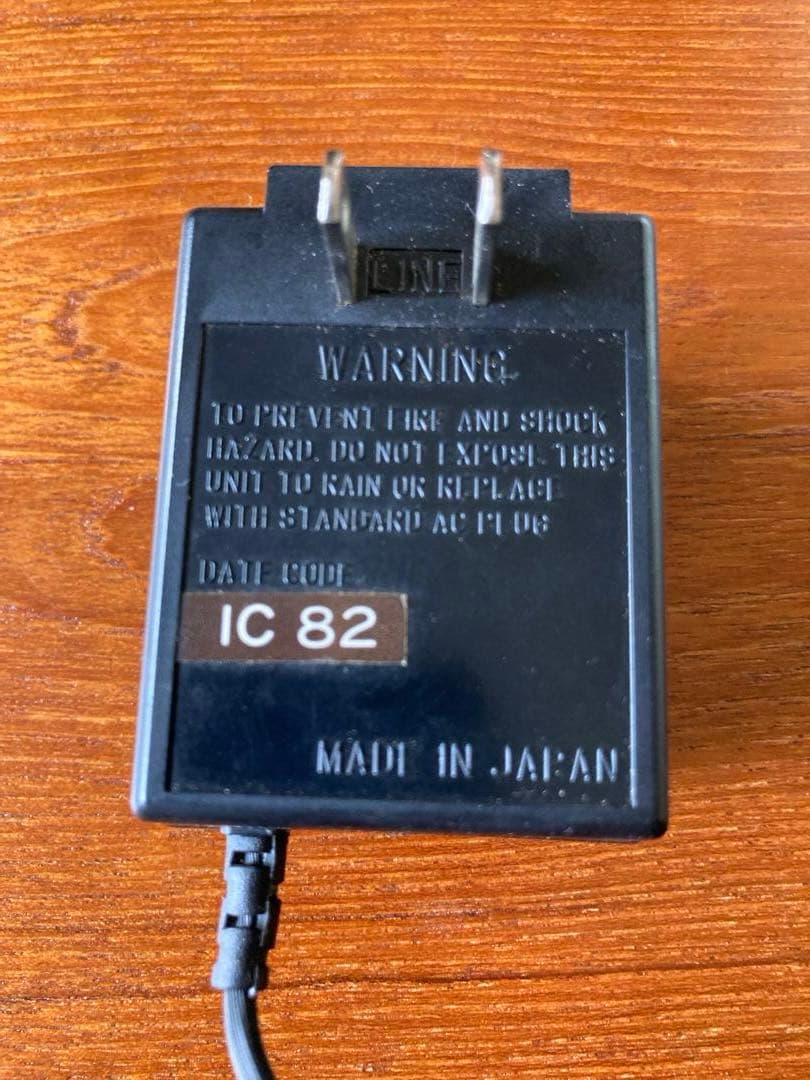 LINE
WARNING
TO PREVENT FIRE AND SHOCK
HAZARD. DO NOT EXPOSE THIS
UNIT TO RAIN OR REPLACE
WITH STANDARD AC PLUG
DATE CODE
IC 82
MADE IN JAPAN